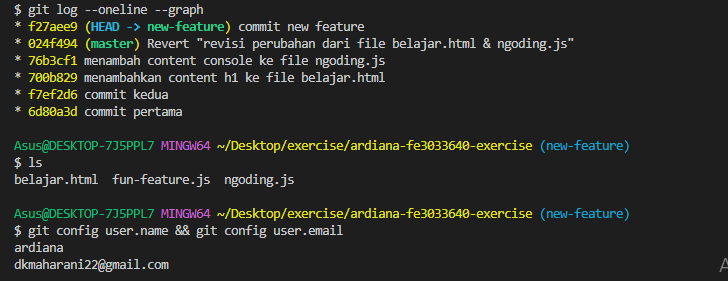 $ git log --oneline --graph
* f27aee9 (HEAD -> new-feature) commit new feature
* 024f494 (master) Revert "revisi perubahan dari file belajar.html & ngoding.js"
* 76b3cf1 menambah content console ke file ngoding.js
* 700b829 menambahkan content h1 ke file belajar.html
* f7ef2d6 commit kedua
* 6d80a3d commit pertama
Asus@DESKTOP-7J5PPL7 MINGW64 ~/Desktop/exercise/ardiana-fe3033640-exercise (new-feature)
$ ls
belajar.html  fun-feature.js  ngoding.js
Asus@DESKTOP-7J5PPL7 MINGW64 ~/Desktop/exercise/ardiana-fe3033640-exercise (new-feature)
$ git config user.name && git config user.email
ardiana
dkmaharani22@gmail.com